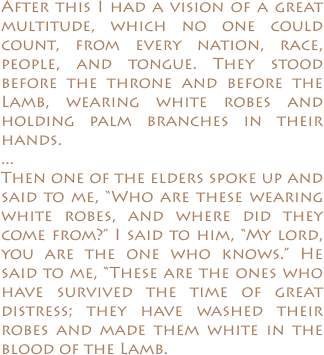 After this I had a vision of a great
multitude, which no one could
count, from every nation, race,
people, and tongue. They stood
before the throne and before the
Lamb, wearing white robes and
holding palm branches in their
hands.
...
Then one of the elders spoke up and
said to me, “Who are these wearing
white robes, and where did they
come from?” I said to him, “My lord,
you are the one who knows.” He
said to me, “These are the ones who
have survived the time of great
distress; they have washed their
robes and made them white in the
blood of the Lamb.